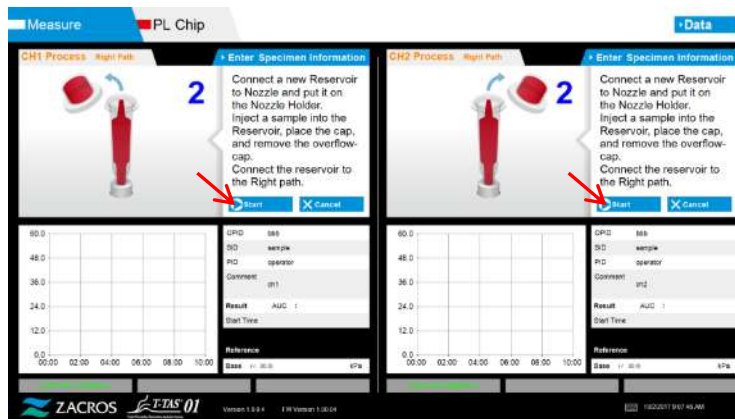 Measure
PL Chip
Data
CH1 Process Right Path
Enter Specimen Information
2
Connect a new Reservoir
to Nozzle and put it on
the Nozzle Holder.
Inject a sample into the
Reservoir, place the cap,
and remove the overflow-
cap.
Connect the reservoir to
the Right path.
Start
Cancel
CH2 Process Right Path
Enter Specimen Information
2
Connect a new Reservoir
to Nozzle and put it on
the Nozzle Holder.
Inject a sample into the
Reservoir, place the cap,
and remove the overflow-
cap.
Connect the reservoir to
the Right path.
Start
Cancel
60.0
48.0
36.0
24.0
12.0
0.0
00:00 02:00 04:00 06:00 08:00 10:00
OPID
SID sample
PID operator
Comment
ch1
Result AUC :
Start Time
Reference
Base kPa
60.0
48.0
36.0
24.0
12.0
0.0
00:00 02:00 04:00 06:00 08:00 10:00
OPID
SID sample
PID operator
Comment
ch2
Result AUC :
Start Time
Reference
Base kPa
ZACROS
T-TAS 01